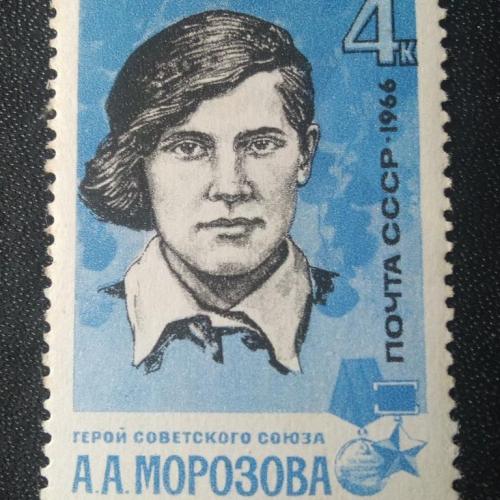 4к
ПОЧТА СССР · 1966
ГЕРОЙ СОВЕТСКОГО СОЮЗА
А.А.МОРОЗОВА